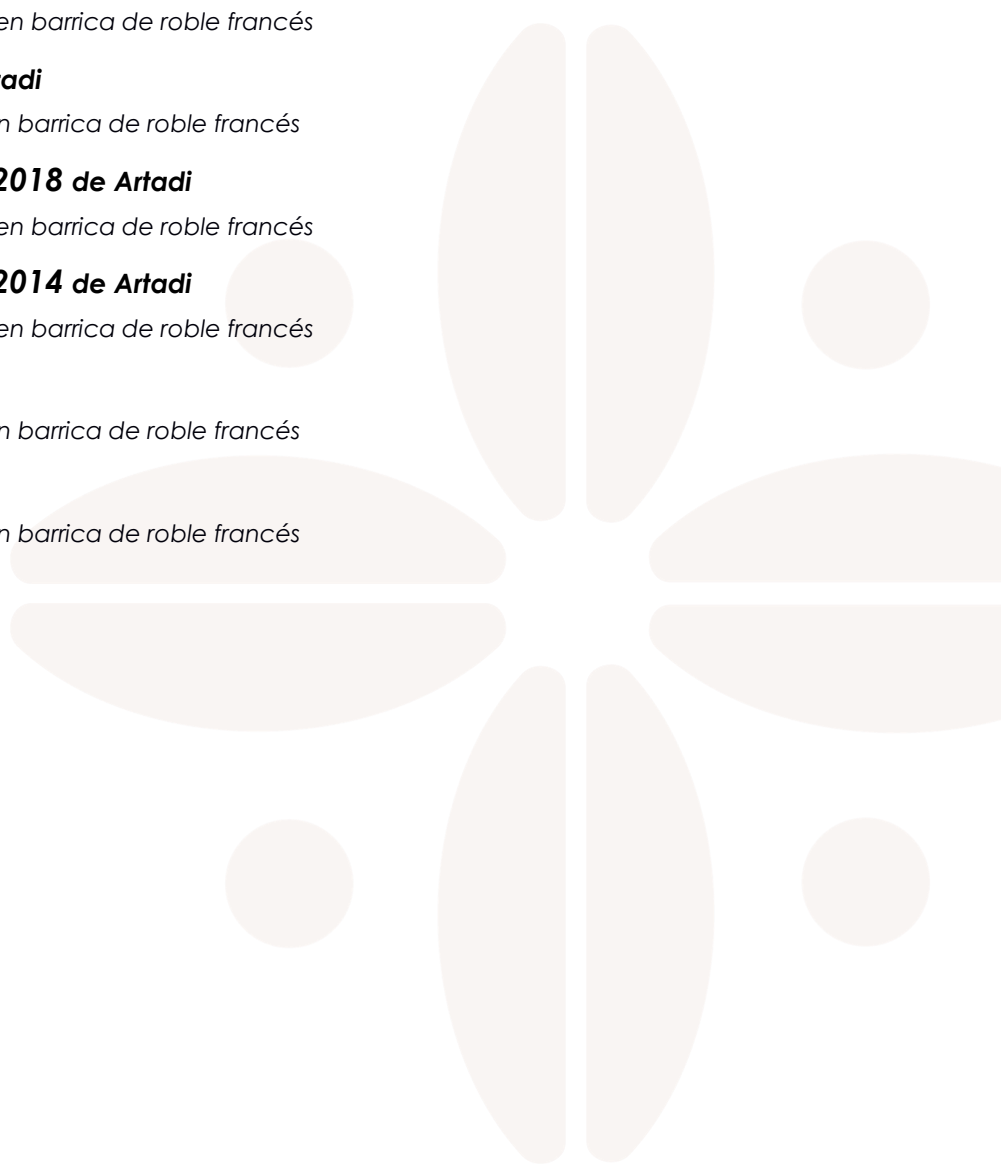 en barrica de roble francés
tadi
n barrica de roble francés
2018 de Artadi
en barrica de roble francés
2014 de Artadi
en barrica de roble francés
n barrica de roble francés
n barrica de roble francés